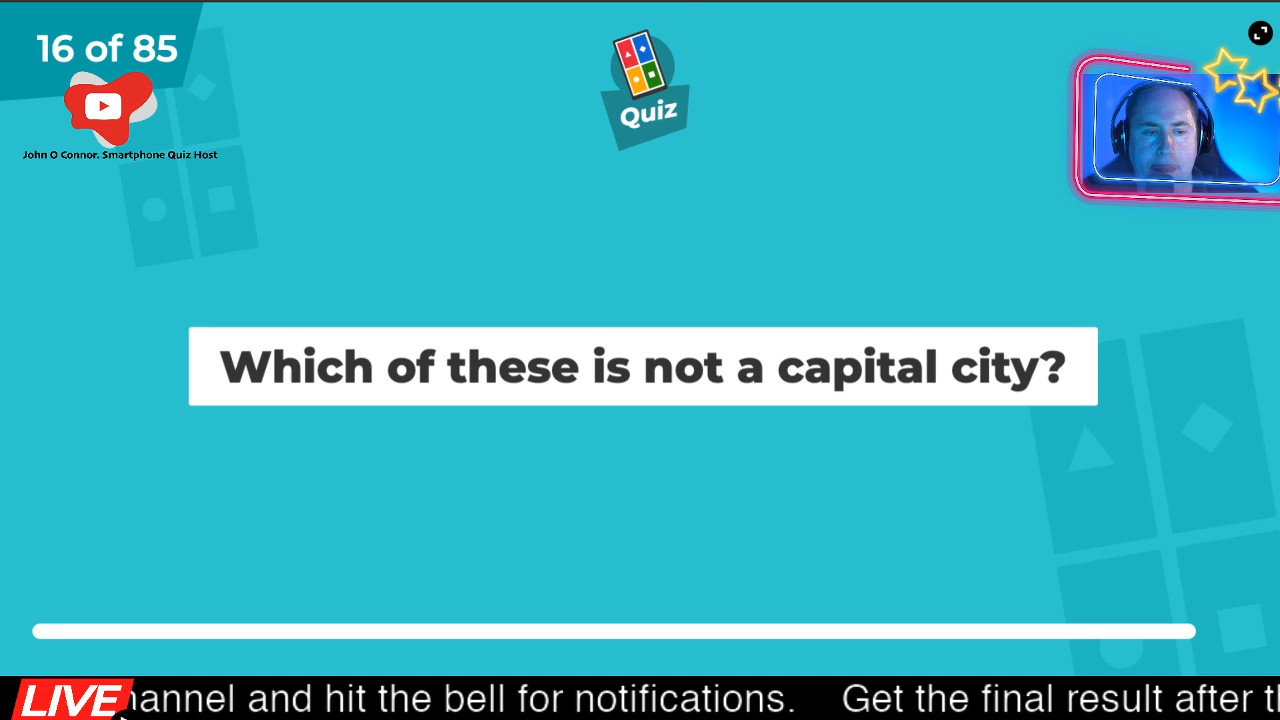 16 of 85
John O Connor. Smartphone Quiz Host
Quiz
Which of these is not a capital city?
LIVE
hannel and hit the bell for notifications. Get the final result after